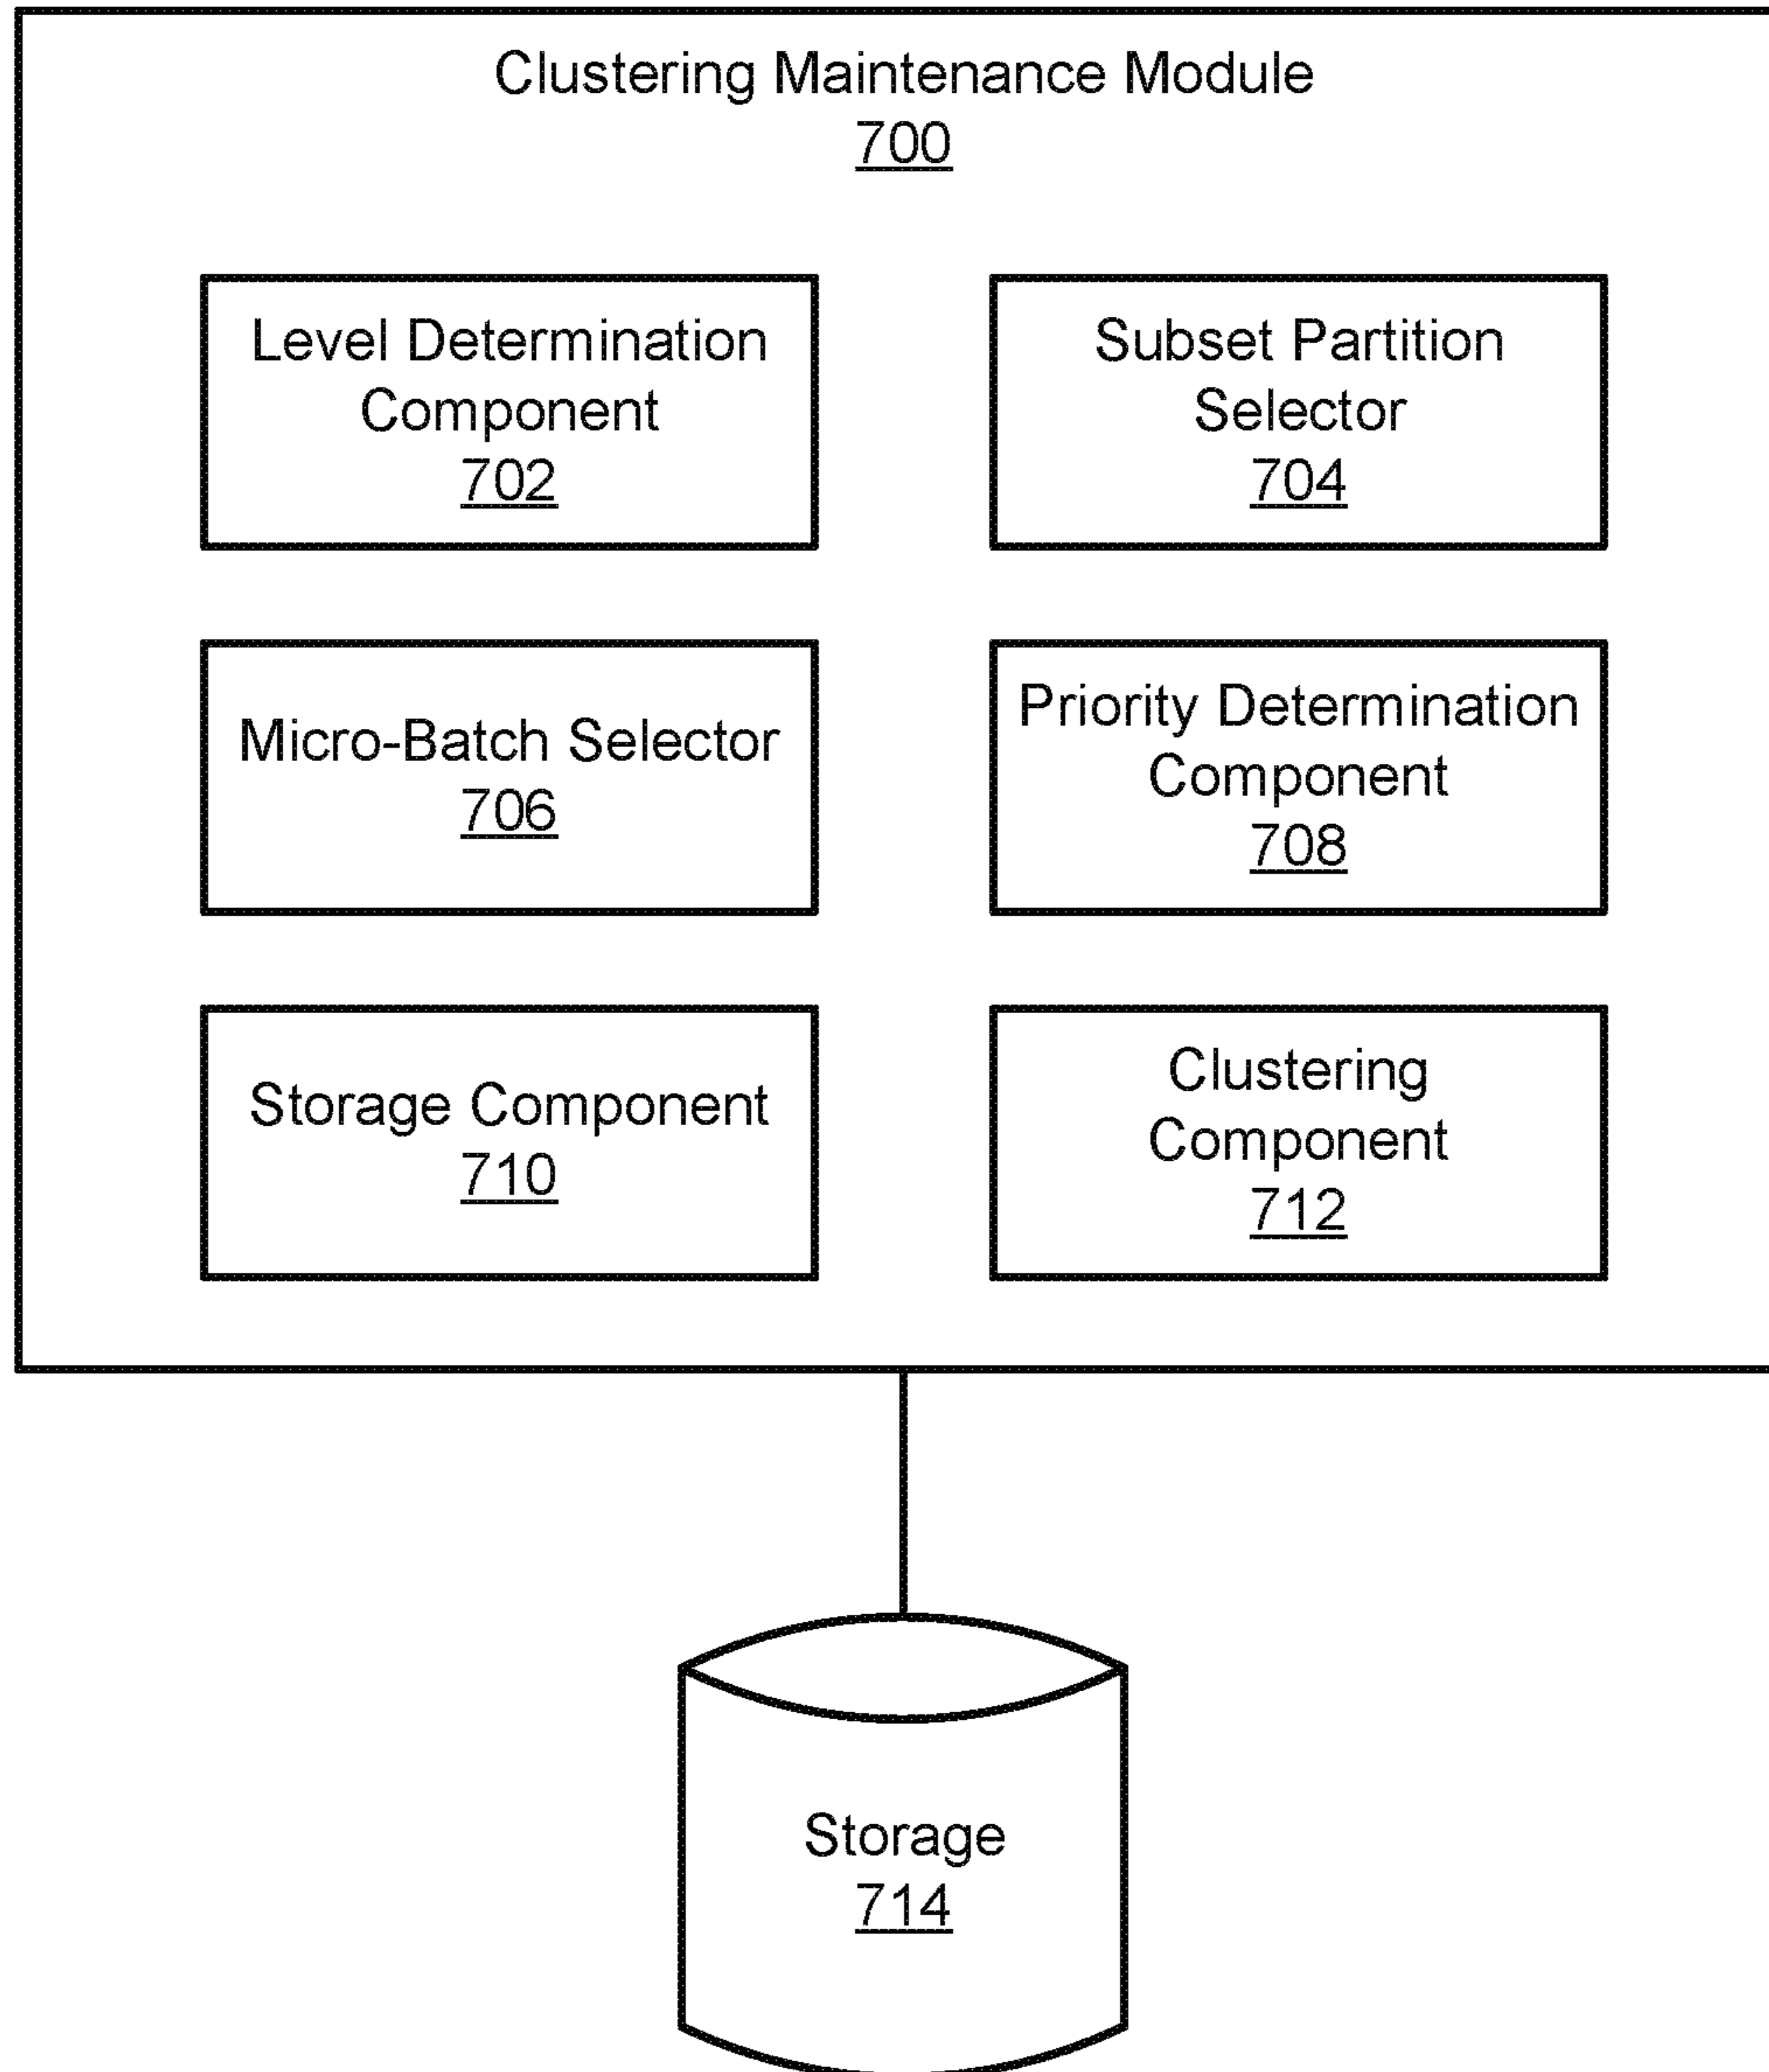 Clustering Maintenance Module
700
Level Determination
Component
702
Subset Partition
Selector
704
Micro-Batch Selector
706
Priority Determination
Component
708
Storage Component
710
Clustering
Component
712
Storage
714